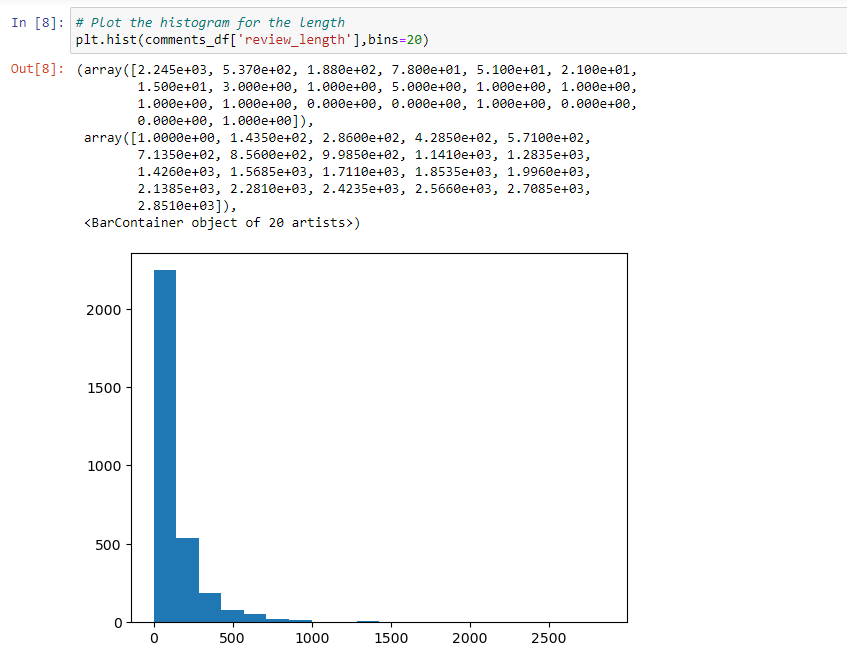 In [8]: # Plot the histogram for the length
plt.hist(comments_df['review_length'],bins=20)
Out[8]: (array([2.245e+03, 5.370e+02, 1.880e+02, 7.800e+01, 5.100e+01, 2.100e+01,
1.500e+01, 3.000e+00, 1.000e+00, 5.000e+00, 1.000e+00, 1.000e+00,
1.000e+00, 1.000e+00, 0.000e+00, 0.000e+00, 1.000e+00, 0.000e+00,
0.000e+00, 1.000e+00]),
array([1.0000e+00, 1.4350e+02, 2.8600e+02, 4.2850e+02, 5.7100e+02,
7.1350e+02, 8.5600e+02, 9.9850e+02, 1.1410e+03, 1.2835e+03,
1.4260e+03, 1.5685e+03, 1.7110e+03, 1.8535e+03, 1.9960e+03,
2.1385e+03, 2.2810e+03, 2.4235e+03, 2.5660e+03, 2.7085e+03,
2.8510e+03]),
<BarContainer object of 20 artists>)
2000
1500
1000
500
0
0 500 1000 1500 2000 2500